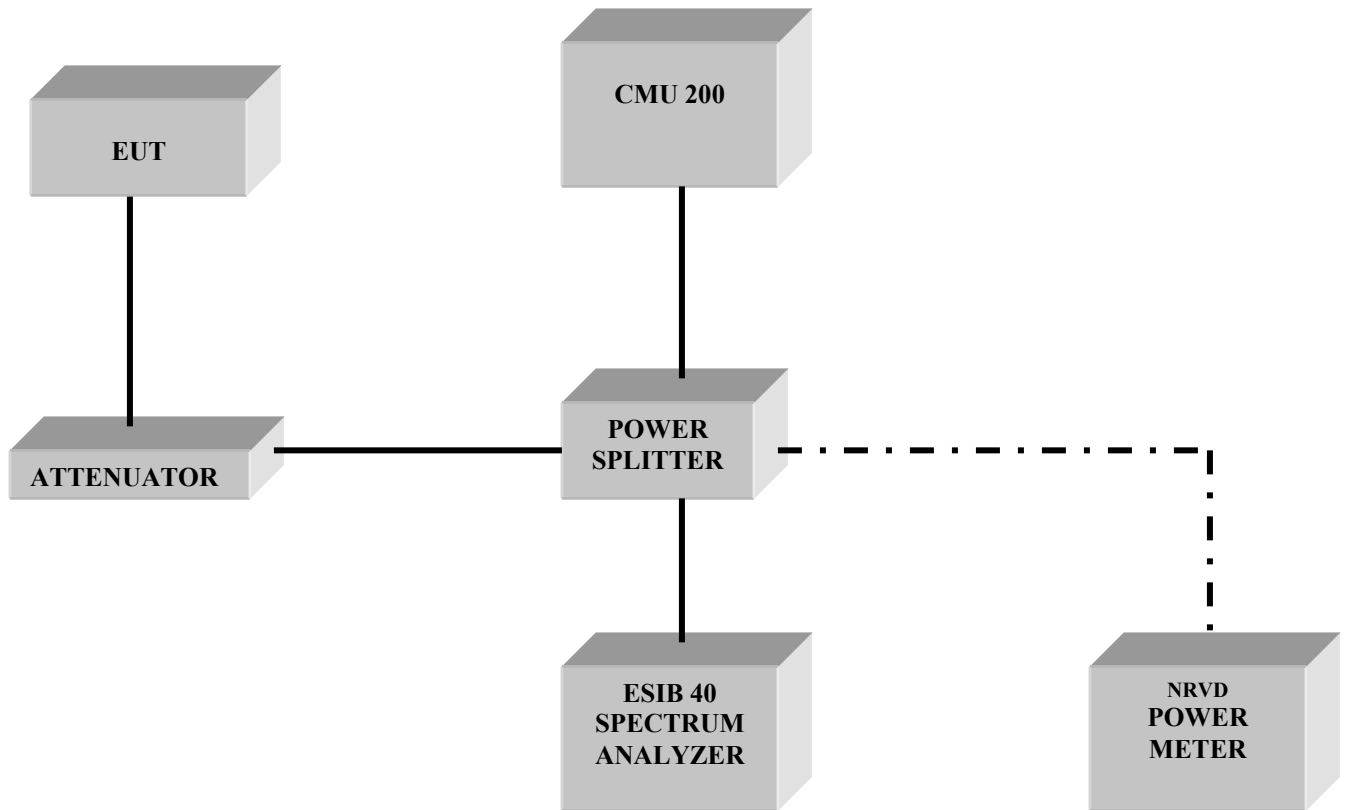 CMU 200
EUT
POWER
SPLITTER
ATTENUATOR
ESIB 40
SPECTRUM
ANALYZER
NRVD
POWER
METER